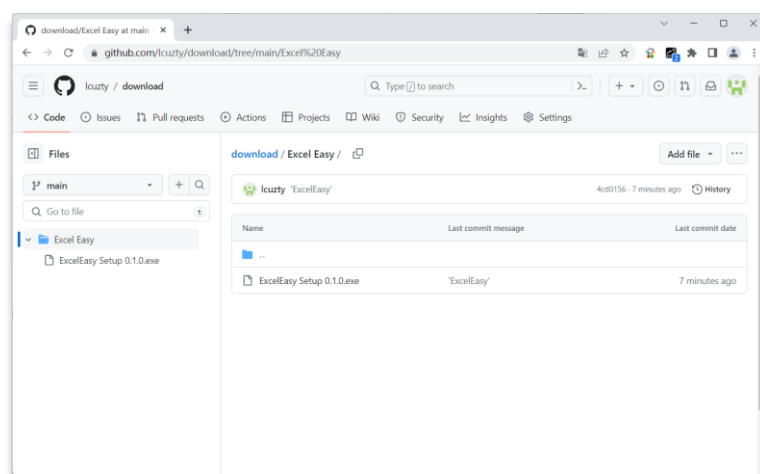 download/Excel Easy at main
github.com/lcuzty/download/tree/main/Excel%20Easy
lcuzty / download
Type / to search
Code Issues Pull requests Actions Projects Wiki Security Insights Settings
Files
download / Excel Easy /
Add file
main
lcuzty 'ExcelEasy'
4cd0156 · 7 minutes ago History
Go to file t
Name Last commit message Last commit date
Excel Easy
..
ExcelEasy Setup 0.1.0.exe
ExcelEasy Setup 0.1.0.exe 'ExcelEasy' 7 minutes ago